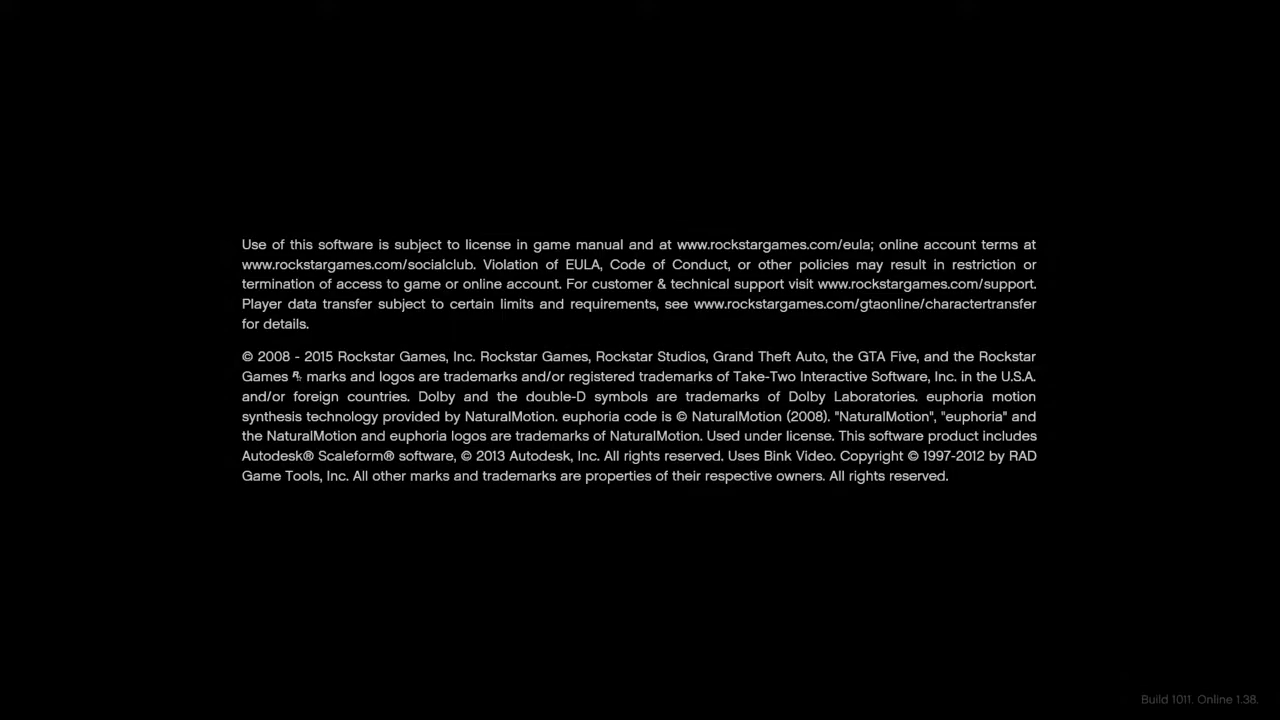 Use of this software is subject to license in game manual and at www.rockstargames.com/eula; online account terms at
www.rockstargames.com/socialclub. Violation of EULA, Code of Conduct, or other policies may result in restriction or
termination of access to game or online account. For customer & technical support visit www.rockstargames.com/support.
Player data transfer subject to certain limits and requirements, see www.rockstargames.com/gtaonline/charactertransfer
for details.
© 2008 - 2015 Rockstar Games, Inc. Rockstar Games, Rockstar Studios, Grand Theft Auto, the GTA Five, and the Rockstar
Games R* marks and logos are trademarks and/or registered trademarks of Take-Two Interactive Software, Inc. in the U.S.A.
and/or foreign countries. Dolby and the double-D symbols are trademarks of Dolby Laboratories. euphoria motion
synthesis technology provided by NaturalMotion. euphoria code is © NaturalMotion (2008). "NaturalMotion", "euphoria" and
the NaturalMotion and euphoria logos are trademarks of NaturalMotion. Used under license. This software product includes
Autodesk® Scaleform® software, © 2013 Autodesk, Inc. All rights reserved. Uses Bink Video. Copyright © 1997-2012 by RAD
Game Tools, Inc. All other marks and trademarks are properties of their respective owners. All rights reserved.
Build 1011. Online 1.38.